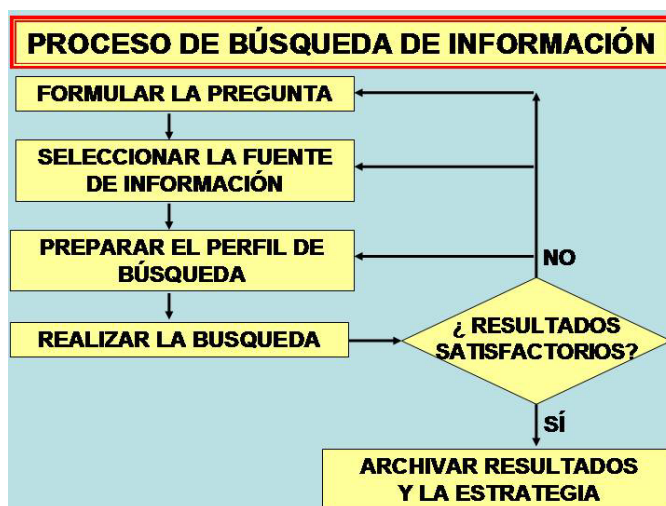 PROCESO DE BÚSQUEDA DE INFORMACIÓN
FORMULAR LA PREGUNTA
SELECCIONAR LA FUENTE
DE INFORMACIÓN
PREPARAR EL PERFIL DE
BÚSQUEDA
NO
REALIZAR LA BUSQUEDA
¿ RESULTADOS
SATISFACTORIOS?
SÍ
ARCHIVAR RESULTADOS
Y LA ESTRATEGIA